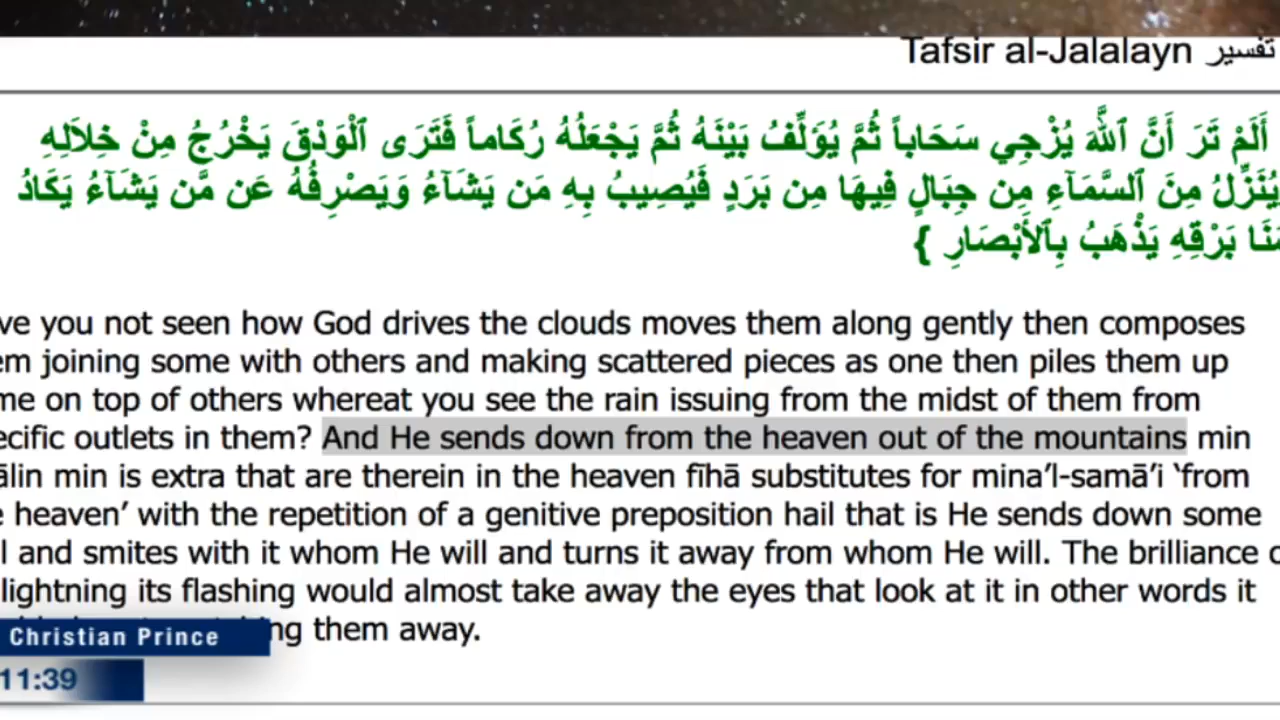 Tafsir al-Jalalayn تفسير
أَلَمْ تَرَ أَنَّ ٱللَّهَ يُزْجِي سَحَاباً ثُمَّ يُؤَلِّفُ بَيْنَهُ ثُمَّ يَجْعَلُهُ رُكَاماً فَتَرَى ٱلْوَدْقَ يَخْرُجُ مِنْ خِلاَلِهِ
يُنَزِّلُ مِنَ ٱلسَّمَآءِ مِن جِبَالٍ فِيهَا مِن بَرَدٍ فَيُصِيبُ بِهِ مَن يَشَآءُ وَيَصْرِفُهُ عَن مَّن يَشَآءُ يَكَادُ
بَرْقِهِ يَذْهَبُ بِٱلأَبْصَارِ }
you not seen how God drives the clouds moves them along gently then composes
joining some with others and making scattered pieces as one then piles them up
on top of others whereat you see the rain issuing from the midst of them from
outlets in them? And He sends down from the heaven out of the mountains min
min is extra that are therein in the heaven fīhā substitutes for mina’l-samā’i ‘from
heaven’ with the repetition of a genitive preposition hail that is He sends down some
and smites with it whom He will and turns it away from whom He will. The brilliance
lightning its flashing would almost take away the eyes that look at it in other words it
them away.
Christian Prince
11:39